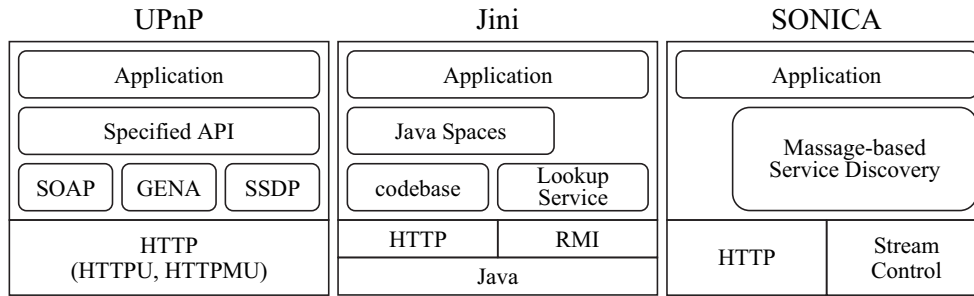 UPnP
Application
Specified API
SOAP
GENA
SSDP
HTTP
(HTTPU, HTTPMU)
Jini
Application
Java Spaces
codebase
Lookup
Service
HTTP
RMI
Java
SONICA
Application
Massage-based
Service Discovery
HTTP
Stream
Control